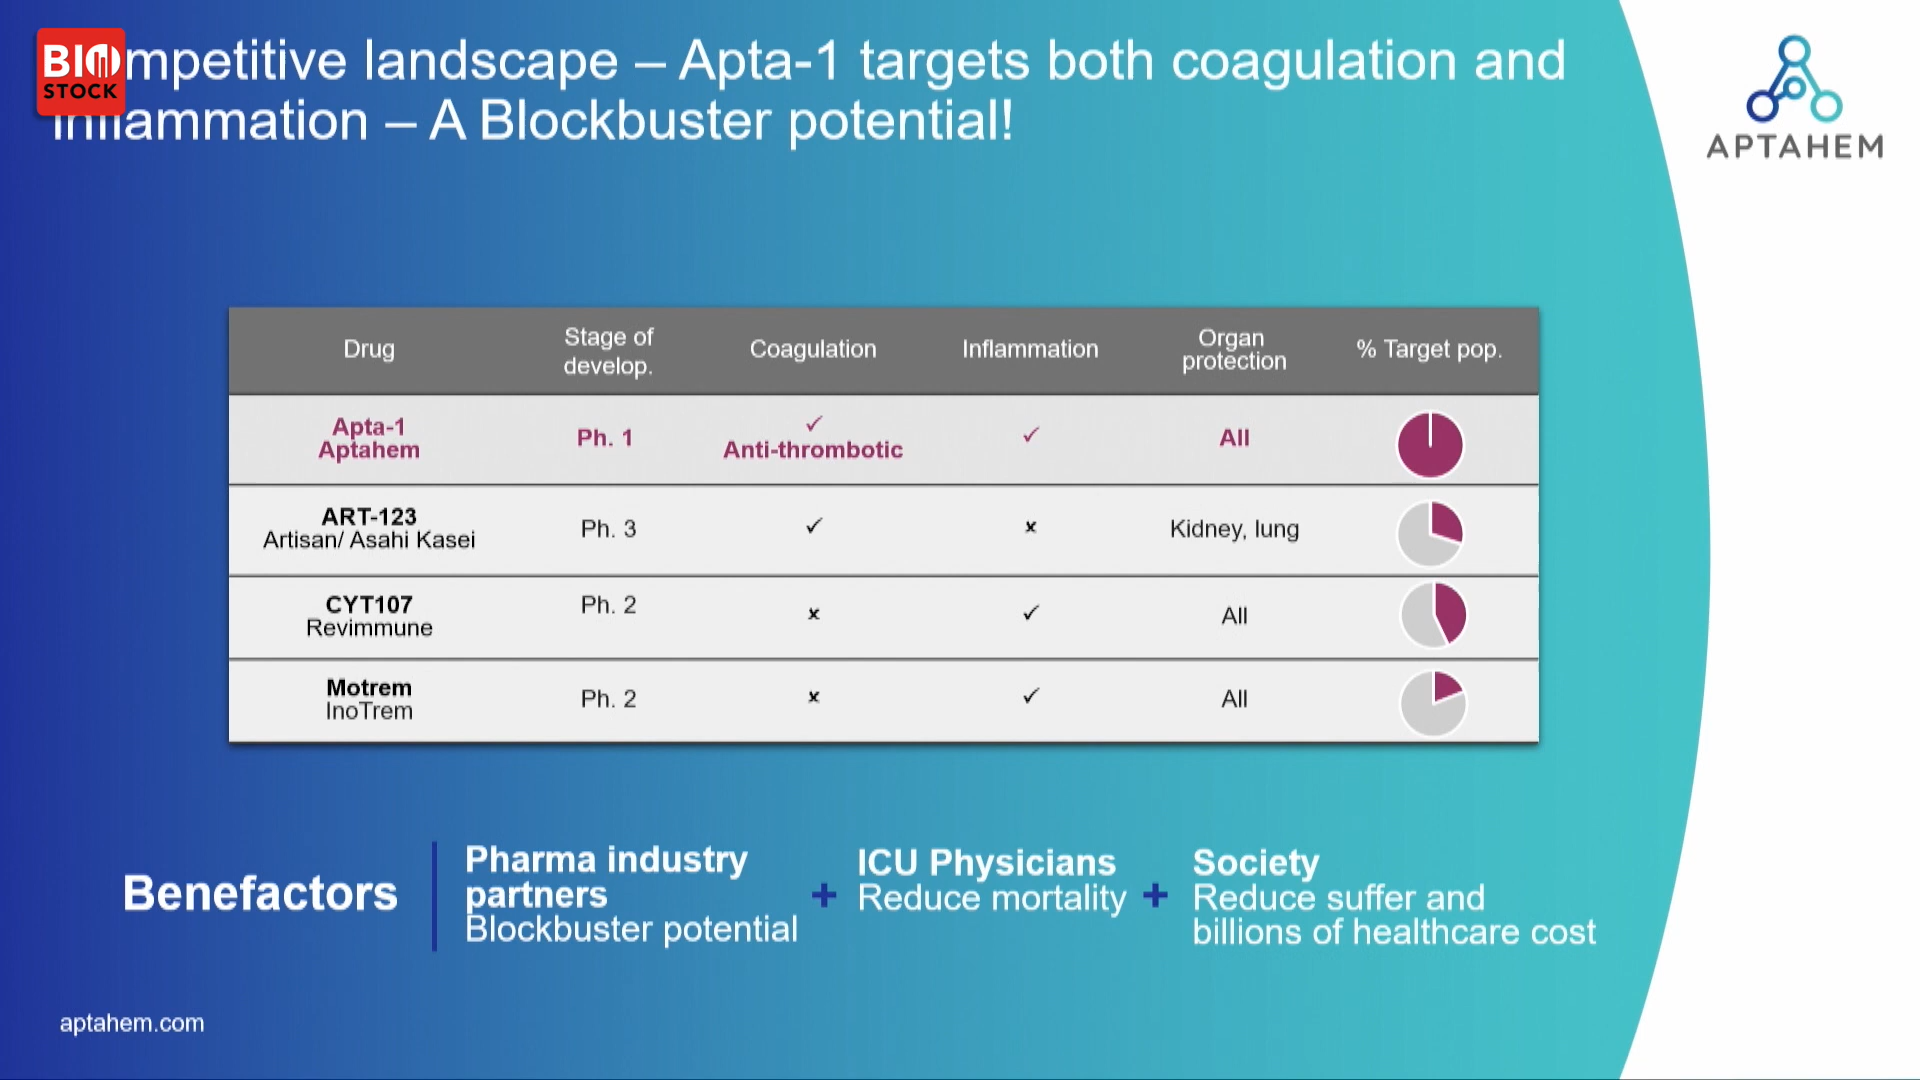 BIO
STOCK
mpetitive landscape – Apta-1 targets both coagulation and
inflammation – A Blockbuster potential!
APTAHEM
Drug
Stage of
develop.
Coagulation
Inflammation
Organ
protection
% Target pop.
Apta-1
Aptahem
Ph. 1
✓
Anti-thrombotic
✓
All
ART-123
Artisan/ Asahi Kasei
Ph. 3
✓
×
Kidney, lung
CYT107
Revimmune
Ph. 2
×
✓
All
Motrem
InoTrem
Ph. 2
×
✓
All
Benefactors
Pharma industry
partners
Blockbuster potential
+
ICU Physicians
Reduce mortality
+
Society
Reduce suffer and
billions of healthcare cost
aptahem.com